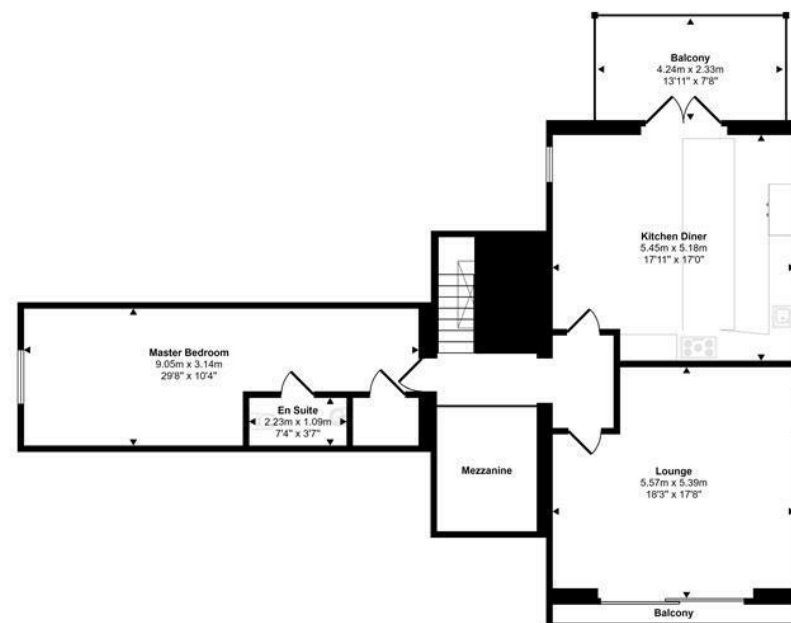 Balcony
4.24m x 2.33m
13'11" x 7'8"
Kitchen Diner
5.45m x 5.18m
17'11" x 17'0"
Master Bedroom
9.05m x 3.14m
29'8" x 10'4"
En Suite
2.23m x 1.09m
7'4" x 3'7"
Mezzanine
Lounge
5.57m x 5.39m
18'3" x 17'8"
Balcony